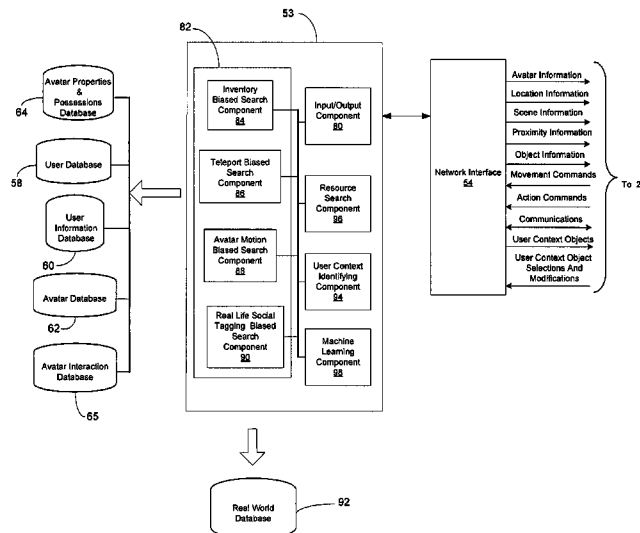 53
82
Avatar Properties
&
Possessions
Database
64
User Database
58
User
Information
Database
60
Avatar Database
62
Avatar Interaction
Database
65
Inventory
Biased Search
Component
84
Teleport Biased
Search
Component
86
Avatar Motion
Biased Search
Component
88
Real Life Social
Tagging Biased
Search
Component
90
Input/Output
Component
80
Resource
Search
Component
96
User Context
Identifying
Component
94
Machine
Learning
Component
98
Network Interface
54
Avatar Information
Location Information
Scene Information
Proximity Information
Object Information
Movement Commands
Action Commands
Communications
User Context Objects
User Context Object
Selections And
Modifications
To 2
Real World
Database
92